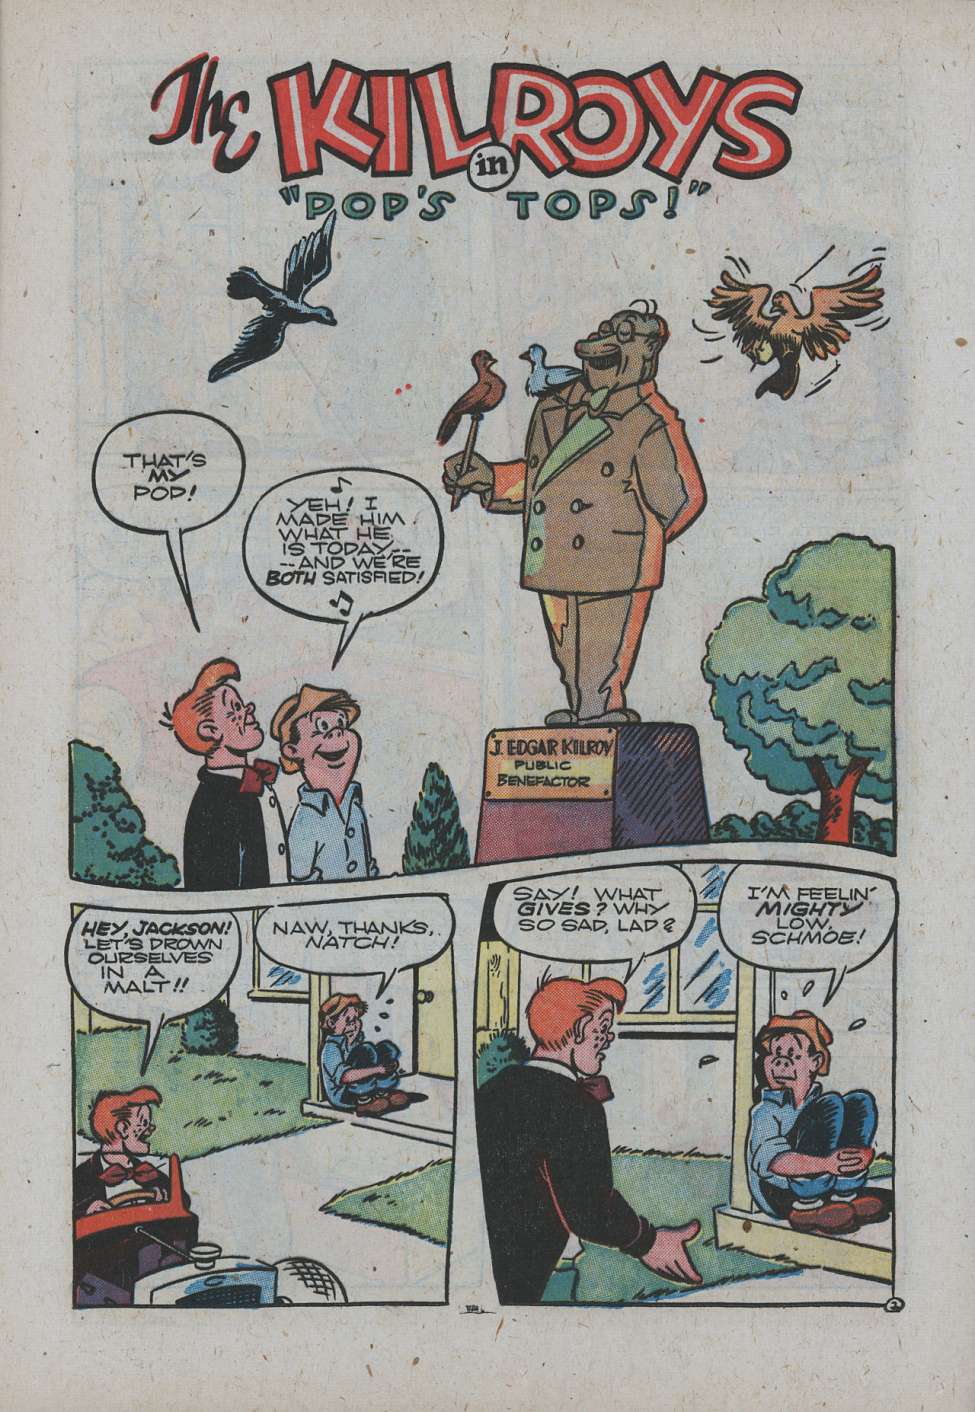 The KILROYS
in
"POP'S TOPS!"
THAT'S
MY
POP!
YEH! I
MADE HIM
WHAT HE
IS TODAY--
--AND WE'RE
BOTH SATISFIED!
J. EDGAR KILROY
PUBLIC
BENEFACTOR
HEY, JACKSON!
LET'S DROWN
OURSELVES
IN A
MALT!!
NAW, THANKS,
NATCH!
SAY! WHAT
GIVES? WHY
SO SAD, LAD?
I'M FEELIN'
MIGHTY
LOW,
SCHMOE!